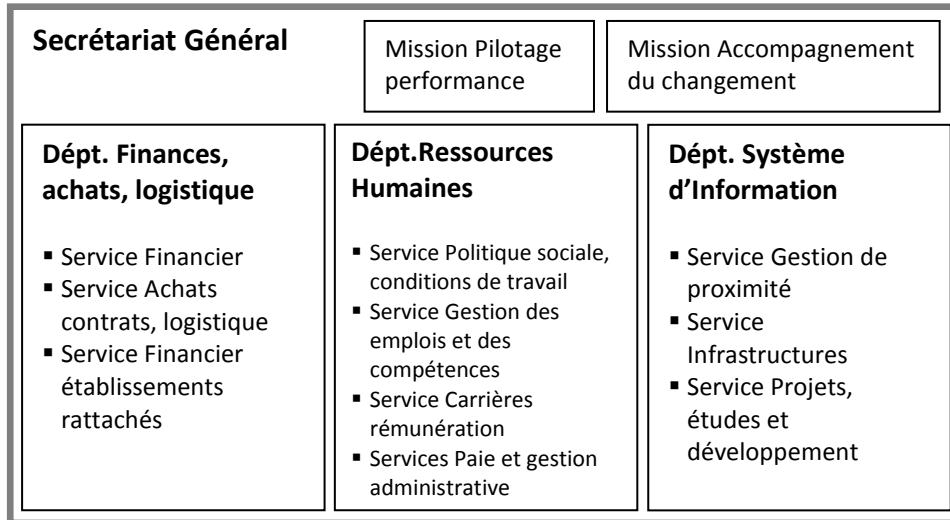 Secrétariat Général
Mission Pilotage
performance
Mission Accompagnement
du changement
Dépt. Finances,
achats, logistique
▪ Service Financier
▪ Service Achats
contrats, logistique
▪ Service Financier
établissements
rattachés
Dépt.Ressources
Humaines
▪ Service Politique sociale,
conditions de travail
▪ Service Gestion des
emplois et des
compétences
▪ Service Carrières
rémunération
▪ Services Paie et gestion
administrative
Dépt. Système
d’Information
▪ Service Gestion de
proximité
▪ Service
Infrastructures
▪ Service Projets,
études et
développement